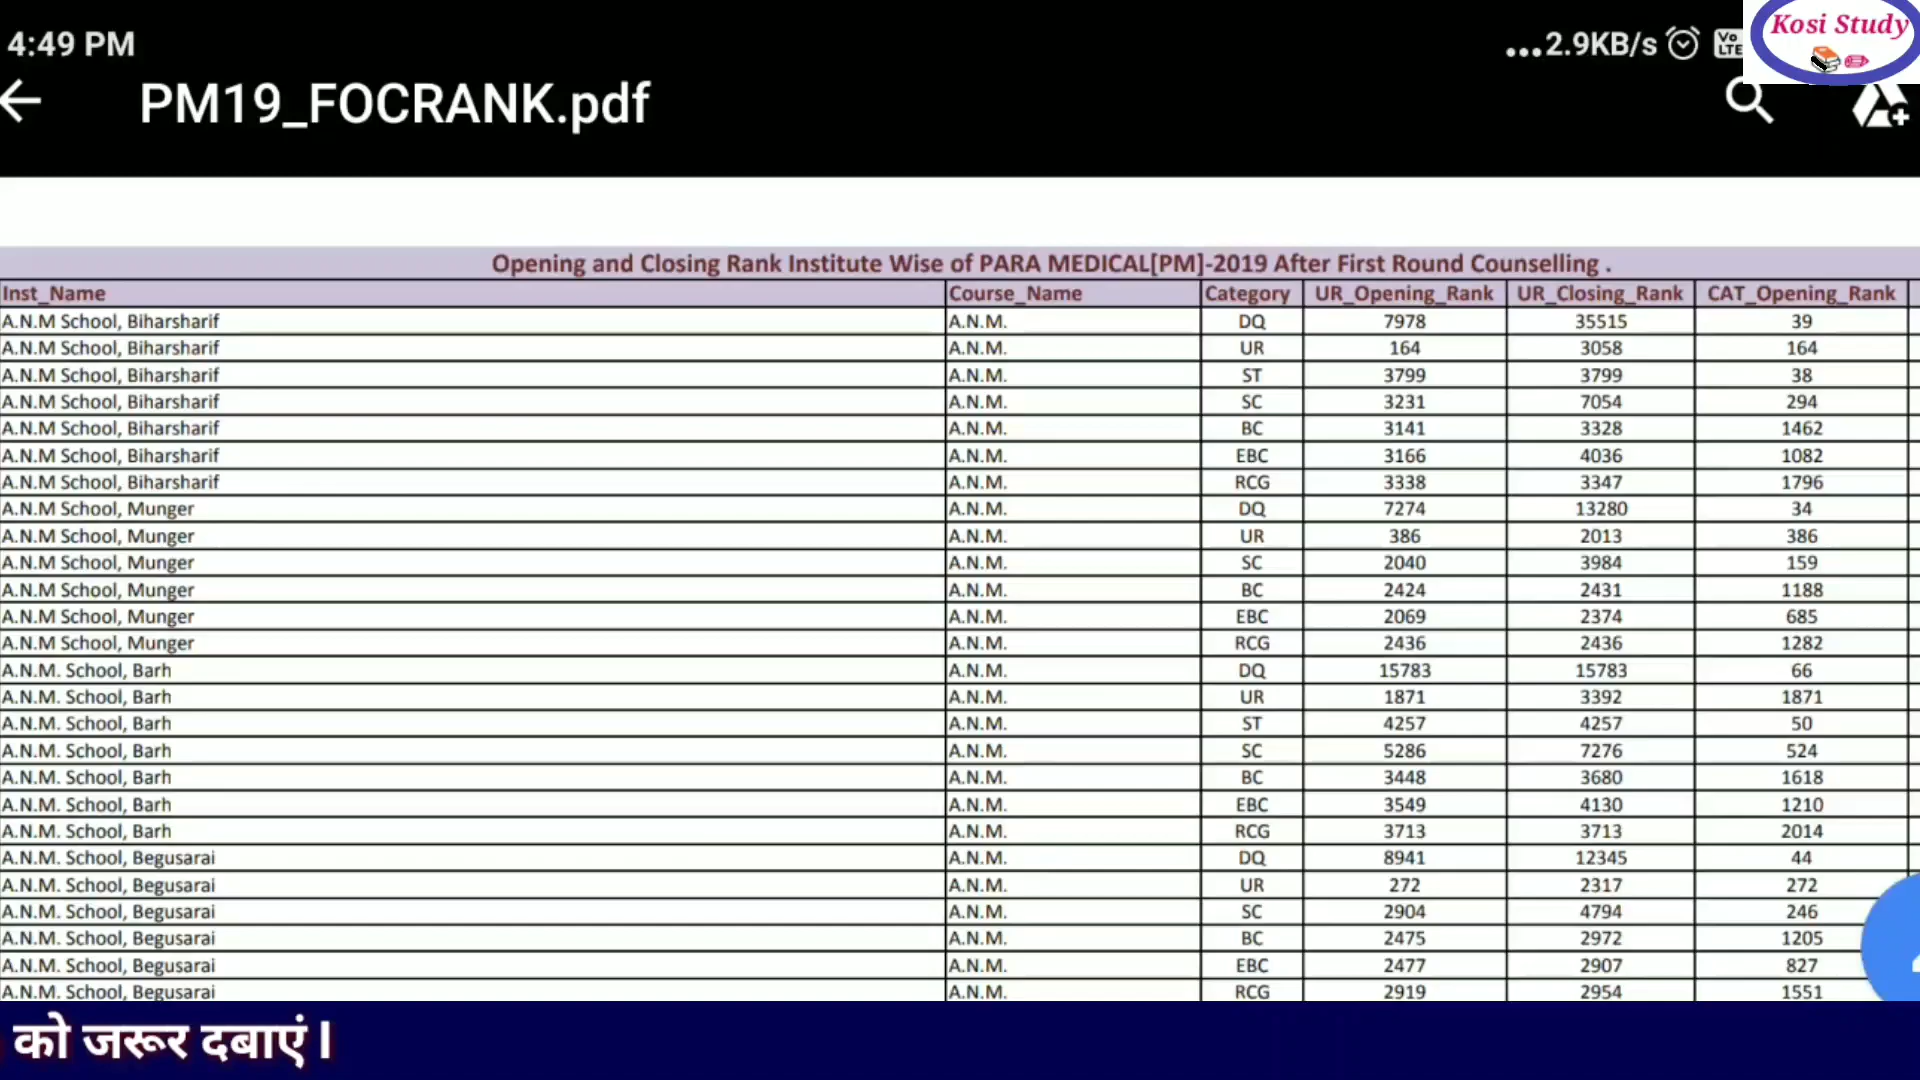 4:49 PM
...2.9KB/s Vo LTE
Kosi Study
PM19_FOCRANK.pdf
Opening and Closing Rank Institute Wise of PARA MEDICAL[PM]-2019 After First Round Counselling .
Inst_Name Course_Name Category UR_Opening_Rank UR_Closing_Rank CAT_Opening_Rank
A.N.M School, Biharsharif A.N.M. DQ 7978 35515 39
A.N.M School, Biharsharif A.N.M. UR 164 3058 164
A.N.M School, Biharsharif A.N.M. ST 3799 3799 38
A.N.M School, Biharsharif A.N.M. SC 3231 7054 294
A.N.M School, Biharsharif A.N.M. BC 3141 3328 1462
A.N.M School, Biharsharif A.N.M. EBC 3166 4036 1082
A.N.M School, Biharsharif A.N.M. RCG 3338 3347 1796
A.N.M School, Munger A.N.M. DQ 7274 13280 34
A.N.M School, Munger A.N.M. UR 386 2013 386
A.N.M School, Munger A.N.M. SC 2040 3984 159
A.N.M School, Munger A.N.M. BC 2424 2431 1188
A.N.M School, Munger A.N.M. EBC 2069 2374 685
A.N.M School, Munger A.N.M. RCG 2436 2436 1282
A.N.M. School, Barh A.N.M. DQ 15783 15783 66
A.N.M. School, Barh A.N.M. UR 1871 3392 1871
A.N.M. School, Barh A.N.M. ST 4257 4257 50
A.N.M. School, Barh A.N.M. SC 5286 7276 524
A.N.M. School, Barh A.N.M. BC 3448 3680 1618
A.N.M. School, Barh A.N.M. EBC 3549 4130 1210
A.N.M. School, Barh A.N.M. RCG 3713 3713 2014
A.N.M. School, Begusarai A.N.M. DQ 8941 12345 44
A.N.M. School, Begusarai A.N.M. UR 272 2317 272
A.N.M. School, Begusarai A.N.M. SC 2904 4794 246
A.N.M. School, Begusarai A.N.M. BC 2475 2972 1205
A.N.M. School, Begusarai A.N.M. EBC 2477 2907 827
A.N.M. School, Begusarai A.N.M. RCG 2919 2954 1551
को जरूर दबाएं।